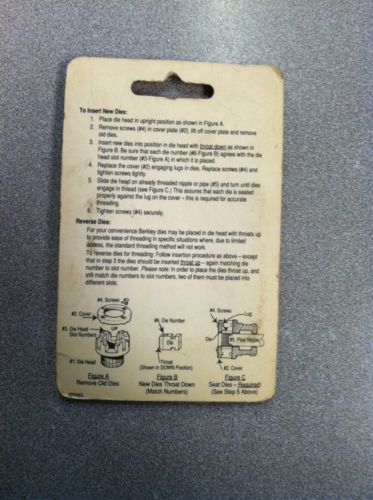 To Insert New Dies:
1. Place die head in upright position as shown in Figure A.
2. Remove screws (#4) in cover plate (#2), lift off cover plate and remove
old dies.
3. Insert new dies into position in die head with throat down as shown in
Figure B. Be sure that each die number (#6-Figure B) agrees with the die
head slot number (#3-Figure A) in which it is placed.
4. Replace the cover (#2) engaging lugs in dies. Replace screws (#4) and
tighten screws lightly.
5. Slide die head on already threaded nipple or pipe (#5) and turn until dies
engage in thread (see Figure C.) This assures that each die is seated
properly against the lug on the cover – this is required for accurate
threading.
6. Tighten screws (#4) securely.
Reverse Dies:
For your convenience Berkley dies may be placed in die head with throats up
to provide ease of threading in specific situations where, due to limited
access, the standard threading method will not work.
To reverse dies for threading: Follow insertion procedure as above – except
that in step 3 the dies should be inserted throat up – again matching die
number to slot number. Please note: In order to place the dies throat up, and
still match die numbers to slot numbers, two of them must be placed into
different slots.
#4. Screws
#2. Cover
#3. Die Head
Slot Numbers
UP
#1. Die Head
Figure A
Remove Old Dies
#6. Die Number
Die
Throat
(Shown in DOWN Position)
Figure B
New Dies Throat Down
(Match Numbers)
#4. Screws
Lug
Die
#5. Pipe Nipple
#2. Cover
Figure C
Seat Dies – Required)
(See Step 5 Above)
ISRAEL